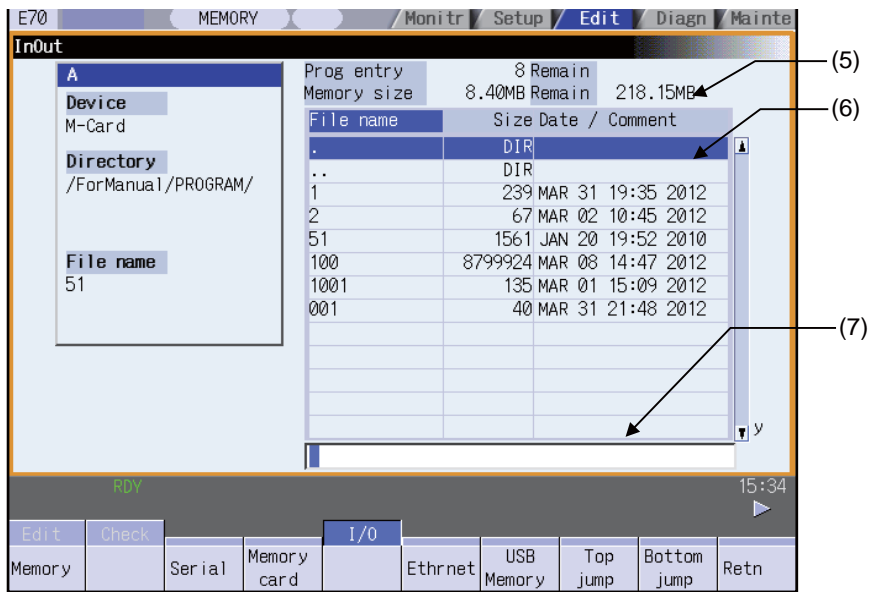 E70 MEMORY Monitr Setup Edit Diagn Mainte
InOut
A
Device
M-Card
Directory
/ForManual/PROGRAM/
File name
51
Prog entry 8 Remain
Memory size 8.40MB Remain 218.15MB
File name Size Date / Comment
. DIR
.. DIR
1 239 MAR 31 19:35 2012
2 67 MAR 02 10:45 2012
51 1561 JAN 20 19:52 2010
100 8799924 MAR 08 14:47 2012
1001 135 MAR 01 15:09 2012
001 40 MAR 31 21:48 2012
y
(5)
(6)
(7)
RDY 15:34
Edit Check I/O
Memory Serial Memory card Ethrnet USB Memory Top jump Bottom jump Retn